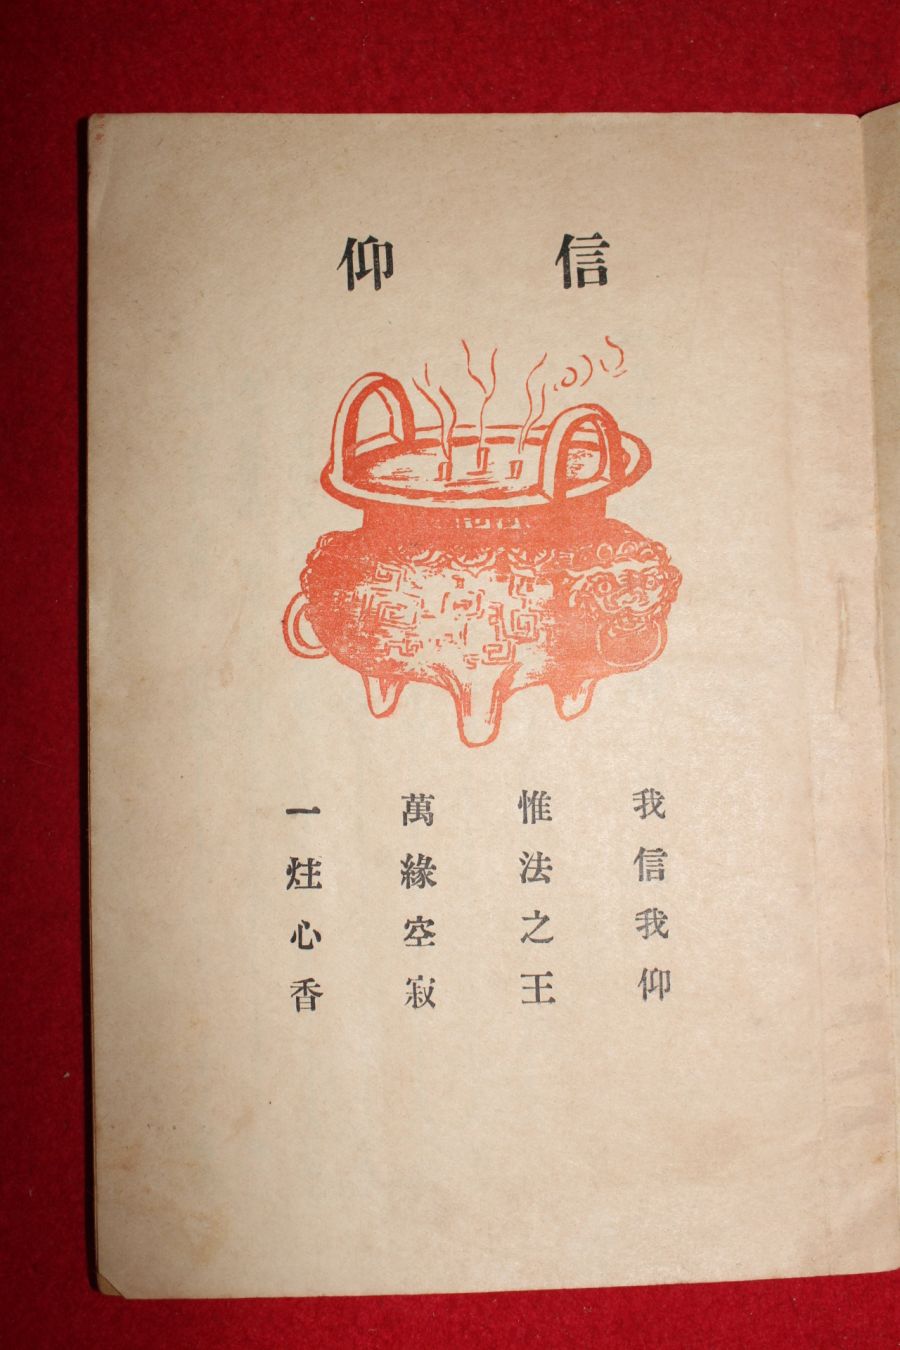 信仰
我信我仰
惟法之王
萬緣空寂
一炷心香